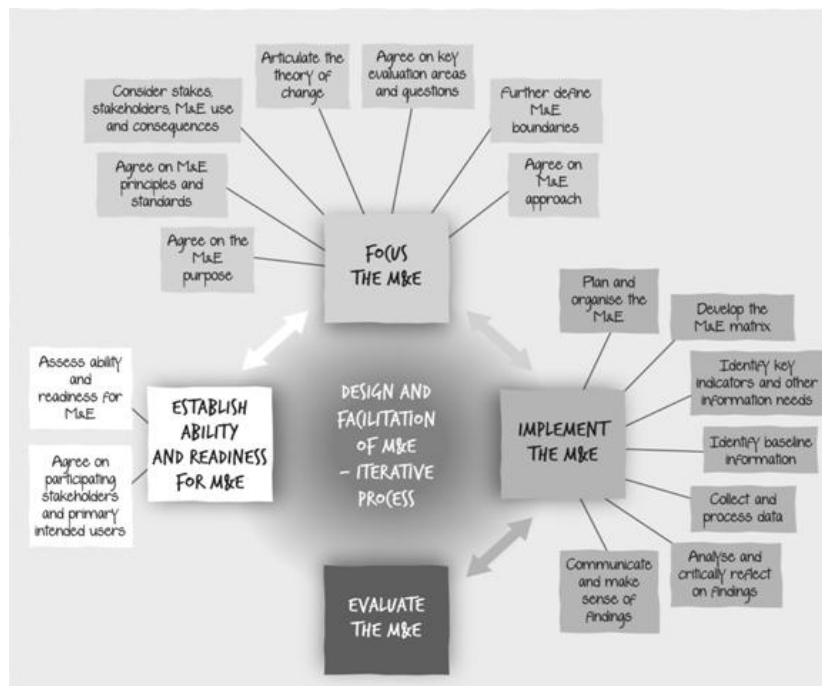 Articulate the
theory of
change
Agree on key
evaluation areas
and questions
Consider stakes,
stakeholders, M&E use
and consequences
Further define
M&E
boundaries
Agree on M&E
principles and
standards
Agree on
M&E
approach
Agree on the
M&E
purpose
FOCUS
THE M&E
Plan and
organise the
M&E
Develop the
M&E matrix
Assess ability
and
readiness for
M&E
Identify key
indicators and other
information needs
ESTABLISH
ABILITY
AND READINESS
FOR M&E
DESIGN AND
FACILITATION
OF M&E
– ITERATIVE
PROCESS
IMPLEMENT
THE M&E
Identify baseline
information
Agree on
participating
stakeholders
and primary
intended users
Collect and
process data
Analyse and
critically reflect
on findings
Communicate
and make
sense of
findings
EVALUATE
THE M&E